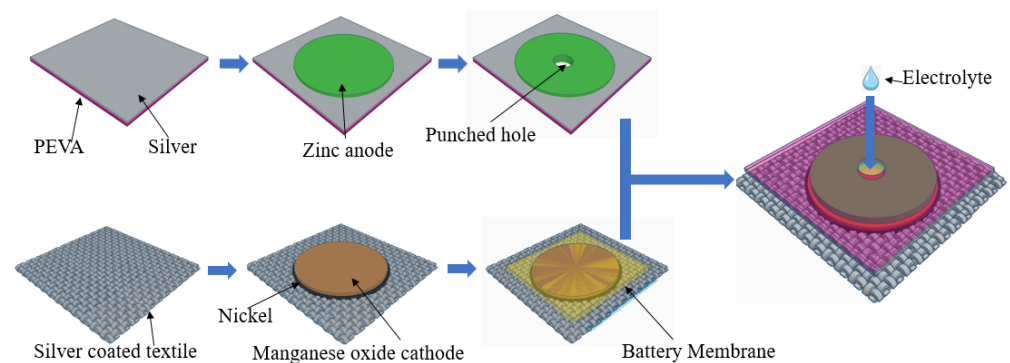 Electrolyte
PEVA
Silver
Zinc anode
Punched hole
Nickel
Silver coated textile
Manganese oxide cathode
Battery Membrane